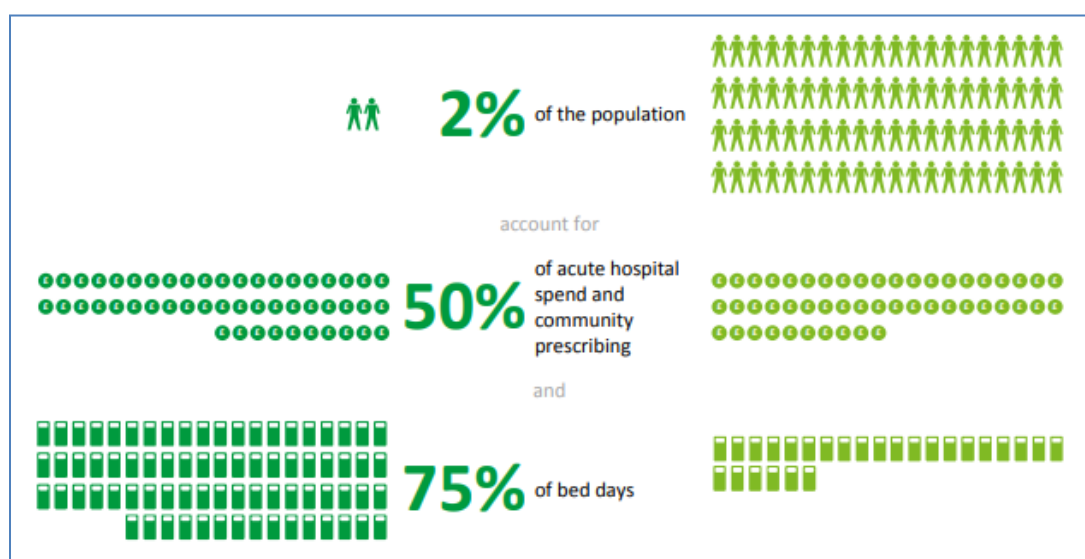 2%
of the population
account for
50%
of acute hospital
spend and
community
prescribing
and
75%
of bed days